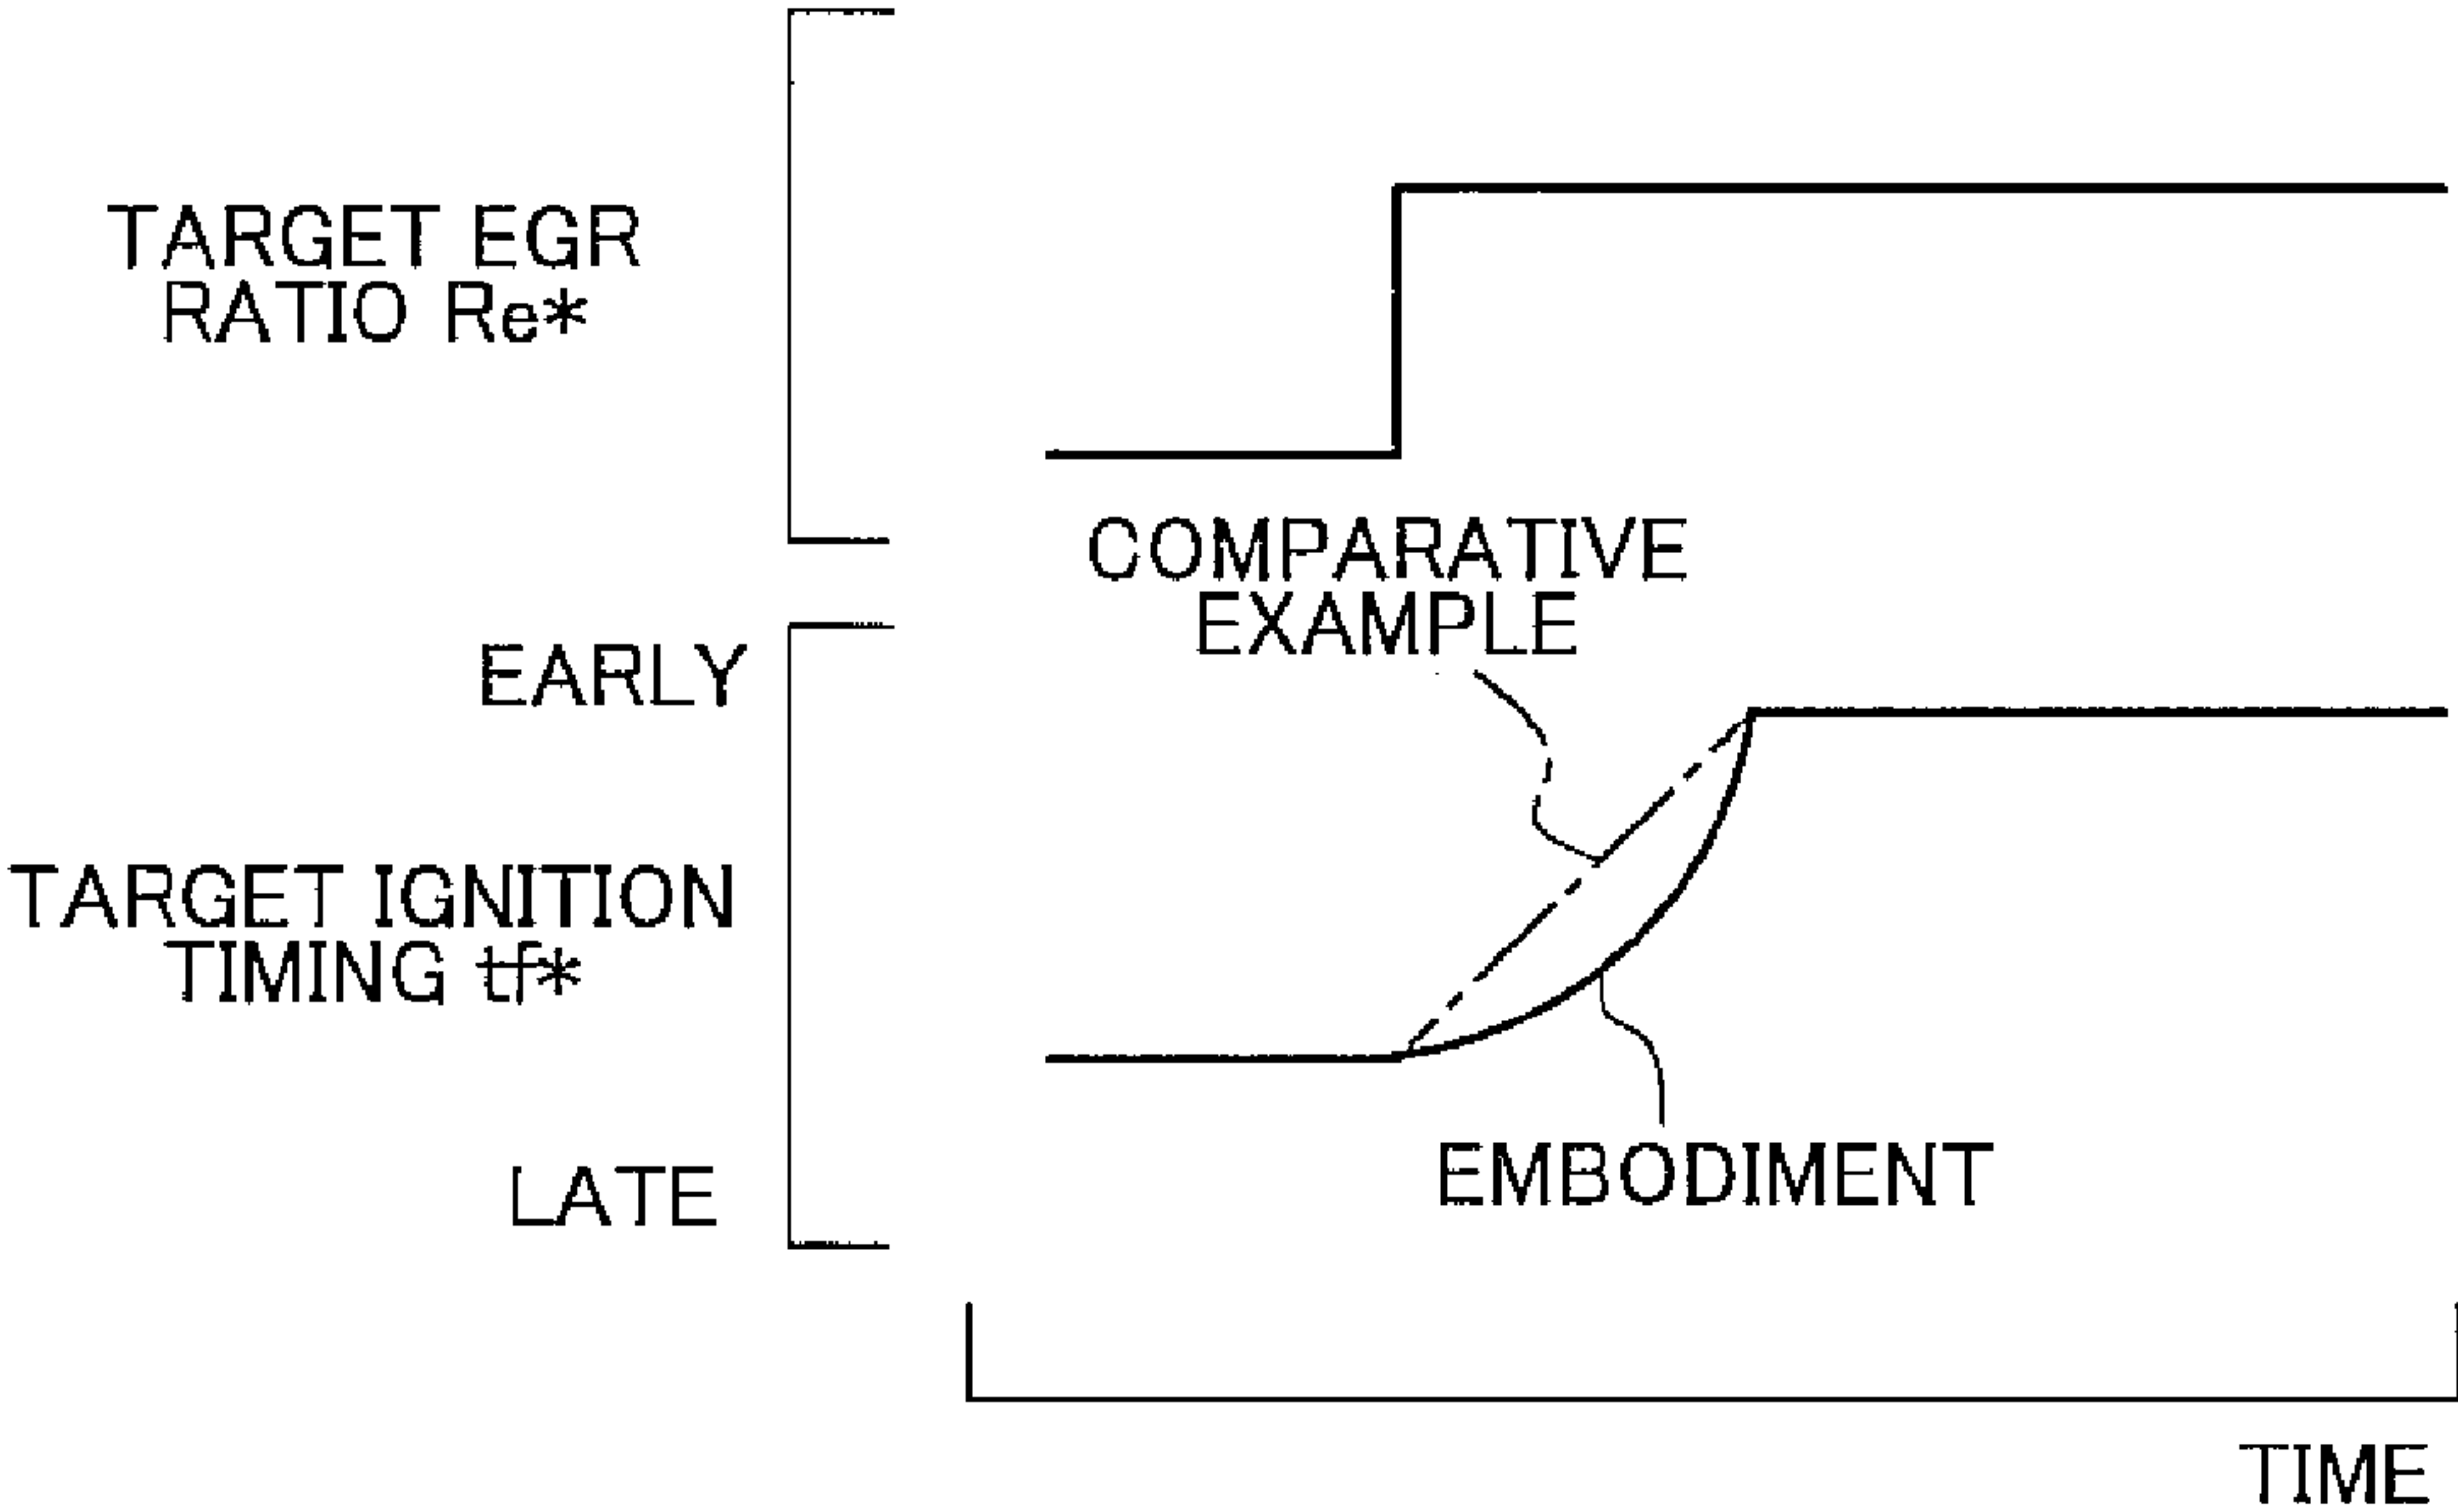 TARGET EGR
RATIO Re*
COMPARATIVE
EXAMPLE
EARLY
TARGET IGNITION
TIMING tf*
LATE
EMBODIMENT
TIME